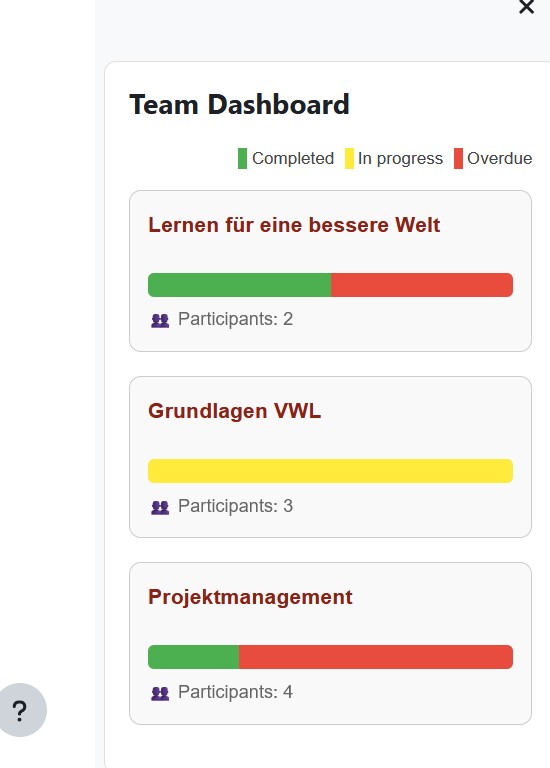 ×
Team Dashboard
Completed In progress Overdue
Lernen für eine bessere Welt
Participants: 2
Grundlagen VWL
Participants: 3
Projektmanagement
Participants: 4
?